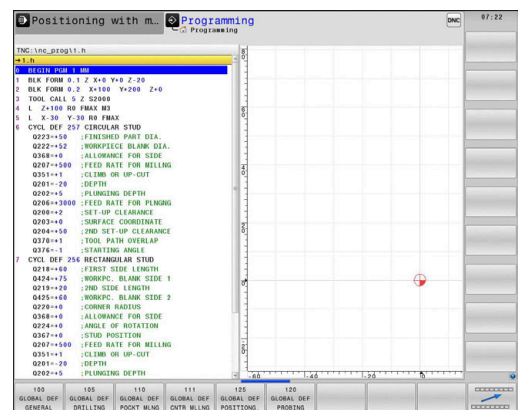 Positioning with m…
Programming
Programming
DNC
07:22
TNC:\nc_prog\1.h
→1.h
0 BEGIN PGM 1 MM
1 BLK FORM 0.1 Z X+0 Y+0 Z-20
2 BLK FORM 0.2 X+100 Y+200 Z+0
3 TOOL CALL 5 Z S2000
4 L Z+100 R0 FMAX M3
5 L X-30 Y-30 R0 FMAX
6 CYCL DEF 257 CIRCULAR STUD
Q223=+50 ;FINISHED PART DIA.
Q222=+52 ;WORKPIECE BLANK DIA.
Q368=+0 ;ALLOWANCE FOR SIDE
Q207=+500 ;FEED RATE FOR MILLNG
Q351=+1 ;CLIMB OR UP-CUT
Q201=-20 ;DEPTH
Q202=+5 ;PLUNGING DEPTH
Q206=+3000 ;FEED RATE FOR PLNGNG
Q200=+2 ;SET-UP CLEARANCE
Q203=+0 ;SURFACE COORDINATE
Q204=+50 ;2ND SET-UP CLEARANCE
Q370=+1 ;TOOL PATH OVERLAP
Q376=-1 ;STARTING ANGLE
7 CYCL DEF 256 RECTANGULAR STUD
Q218=+60 ;FIRST SIDE LENGTH
Q424=+75 ;WORKPC. BLANK SIDE 1
Q219=+20 ;2ND SIDE LENGTH
Q425=+60 ;WORKPC. BLANK SIDE 2
Q220=+0 ;CORNER RADIUS
Q368=+0 ;ALLOWANCE FOR SIDE
Q224=+0 ;ANGLE OF ROTATION
Q367=+0 ;STUD POSITION
Q207=+500 ;FEED RATE FOR MILLNG
Q351=+1 ;CLIMB OR UP-CUT
Q201=-20 ;DEPTH
Q202=+5 ;PLUNGING DEPTH
-60 -40 -20 0
100 GLOBAL DEF GENERAL
105 GLOBAL DEF DRILLING
110 GLOBAL DEF POCKT MLNG
111 GLOBAL DEF CNTR MLLNG
125 GLOBAL DEF POSITIONG.
120 GLOBAL DEF PROBING